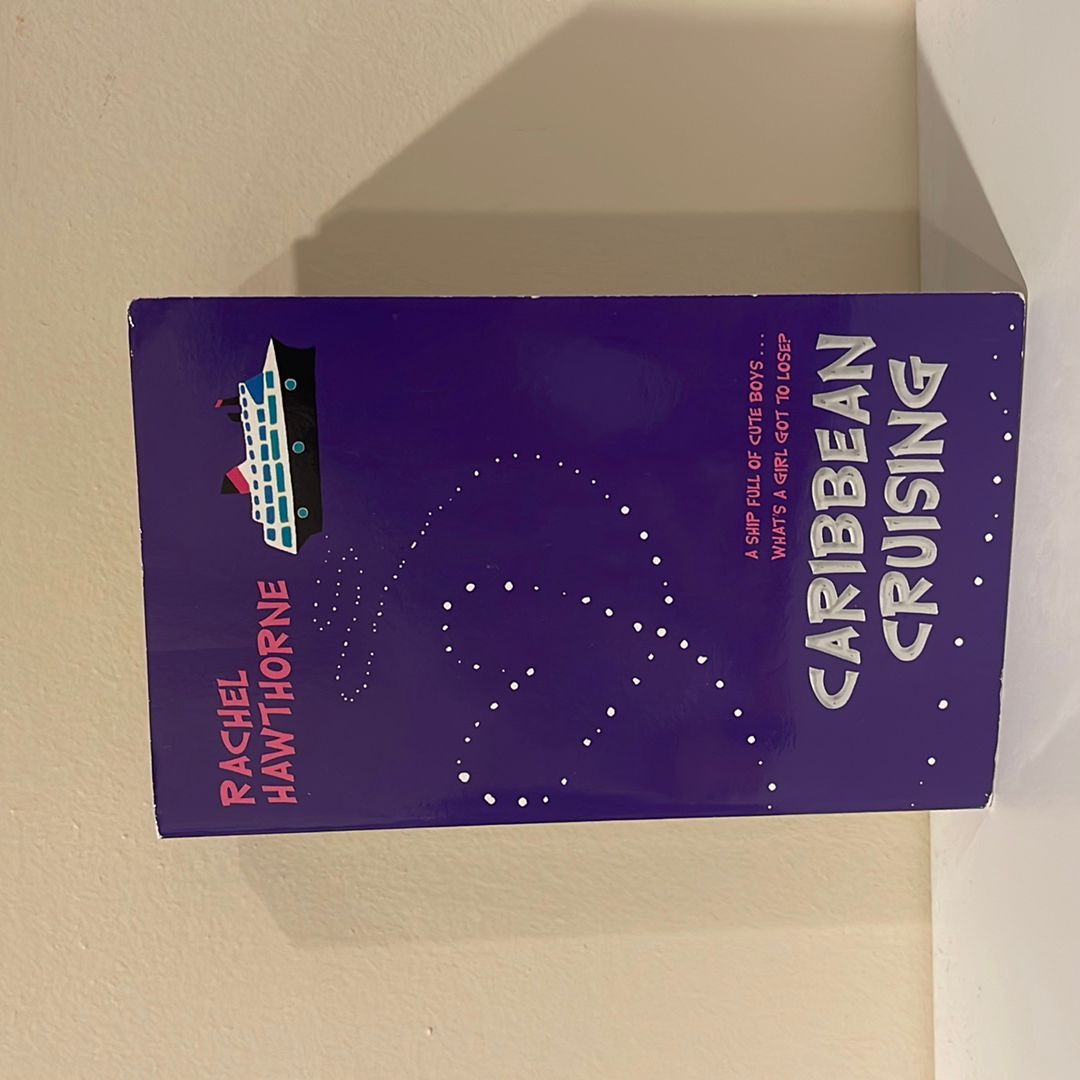 RACHEL
HAWTHORNE
A SHIP FULL OF CUTE BOYS...
WHAT'S A GIRL GOT TO LOSE?
CARIBBEAN
CRUISING